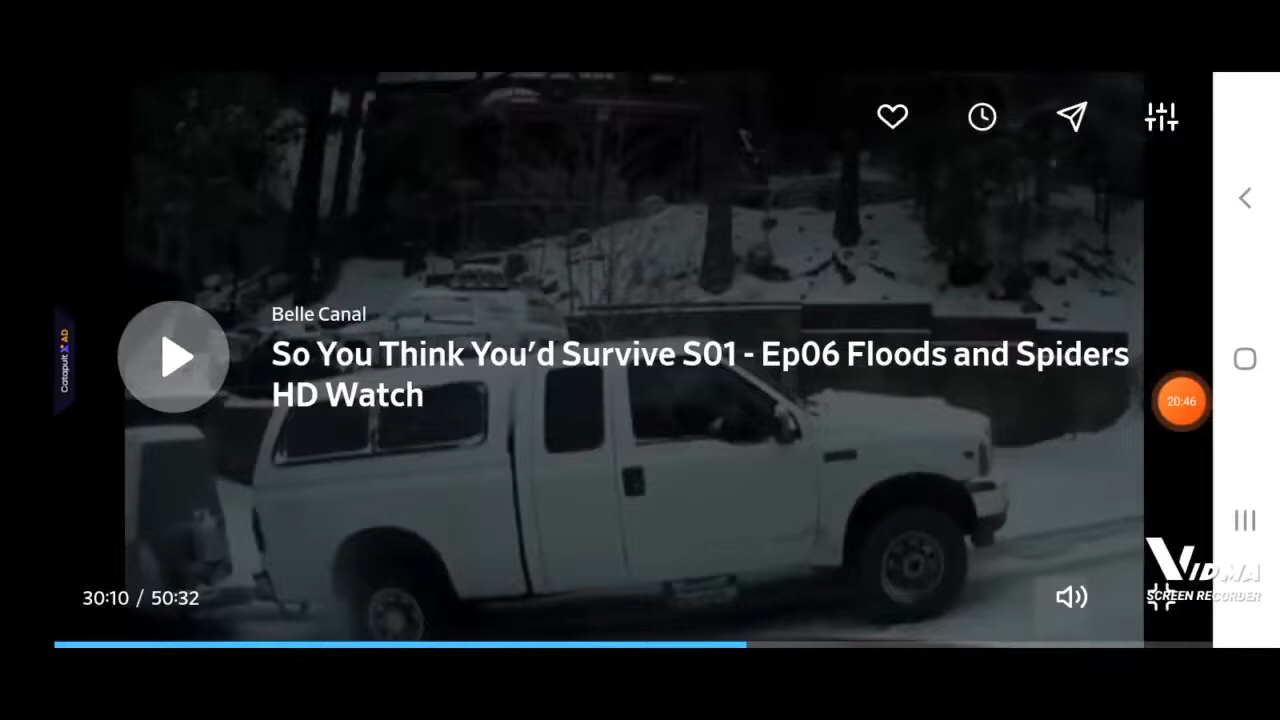 Belle Canal
So You Think You’d Survive S01 - Ep06 Floods and Spiders
HD Watch
Catapult X AD
20:46
30:10 / 50:32
VIDMA
SCREEN RECORDER